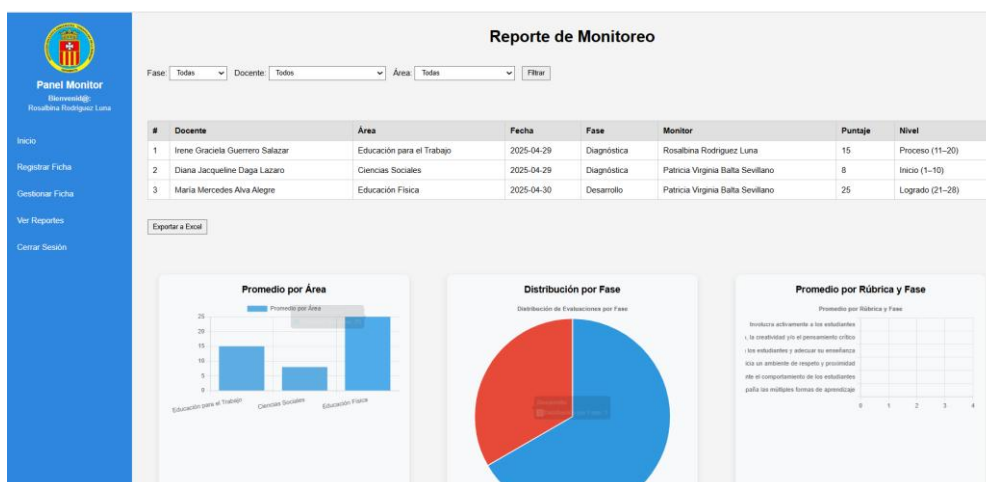 Panel Monitor
Bienvenid@:
Rosalbina Rodriguez Luna
Inicio
Registrar Ficha
Gestionar Ficha
Ver Reportes
Cerrar Sesión
Reporte de Monitoreo
Fase: Todas Docente: Todos Área: Todas Filtrar
# Docente Área Fecha Fase Monitor Puntaje Nivel
1 Irene Graciela Guerrero Salazar Educación para el Trabajo 2025-04-29 Diagnóstica Rosalbina Rodriguez Luna 15 Proceso (11–20)
2 Diana Jacqueline Daga Lazaro Ciencias Sociales 2025-04-29 Diagnóstica Patricia Virginia Balta Sevillano 8 Inicio (1–10)
3 María Mercedes Alva Alegre Educación Física 2025-04-30 Desarrollo Patricia Virginia Balta Sevillano 25 Logrado (21–28)
Exportar a Excel
Promedio por Área
Promedio por Área
25
20
15
10
5
0
Educación para el Trabajo
Ciencias Sociales
Educación Física
Distribución por Fase
Distribución de Evaluaciones por Fase
Promedio por Rúbrica y Fase
Promedio por Rúbrica y Fase
Involucra activamente a los estudiantes
, la creatividad y/o el pensamiento crítico
los estudiantes y adecuar su enseñanza
icia un ambiente de respeto y proximidad
nte el comportamiento de los estudiantes
paña las múltiples formas de aprendizaje
0 1 2 3 4